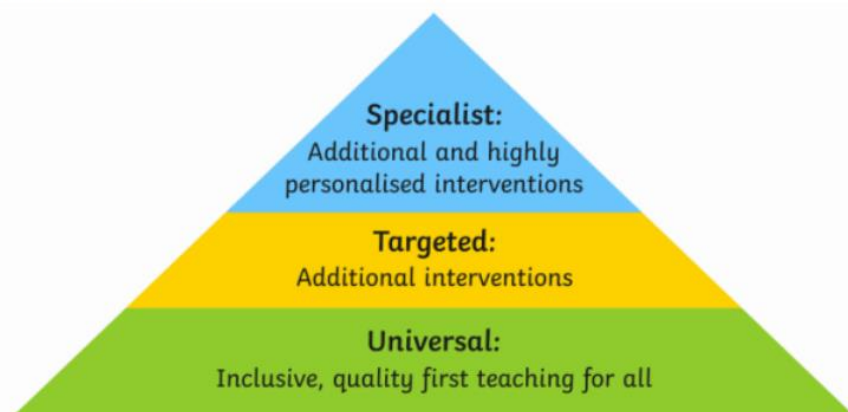 Specialist:
Additional and highly
personalised interventions
Targeted:
Additional interventions
Universal:
Inclusive, quality first teaching for all